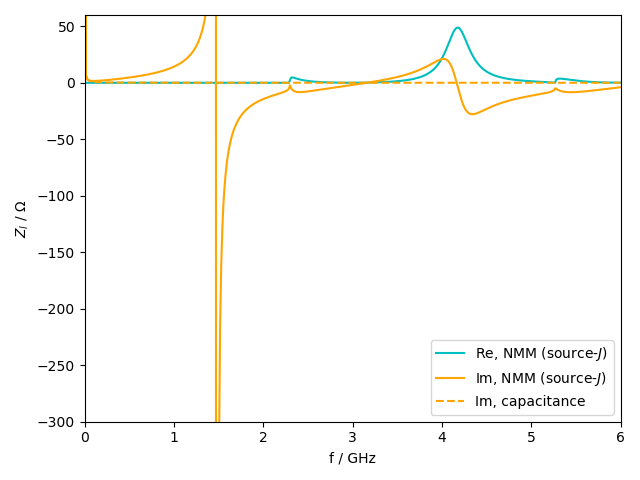 50
0
−50
−100
−150
−200
−250
−300
Z_l / Ω
0 1 2 3 4 5 6
f / GHz
Re, NMM (source-J)
Im, NMM (source-J)
Im, capacitance